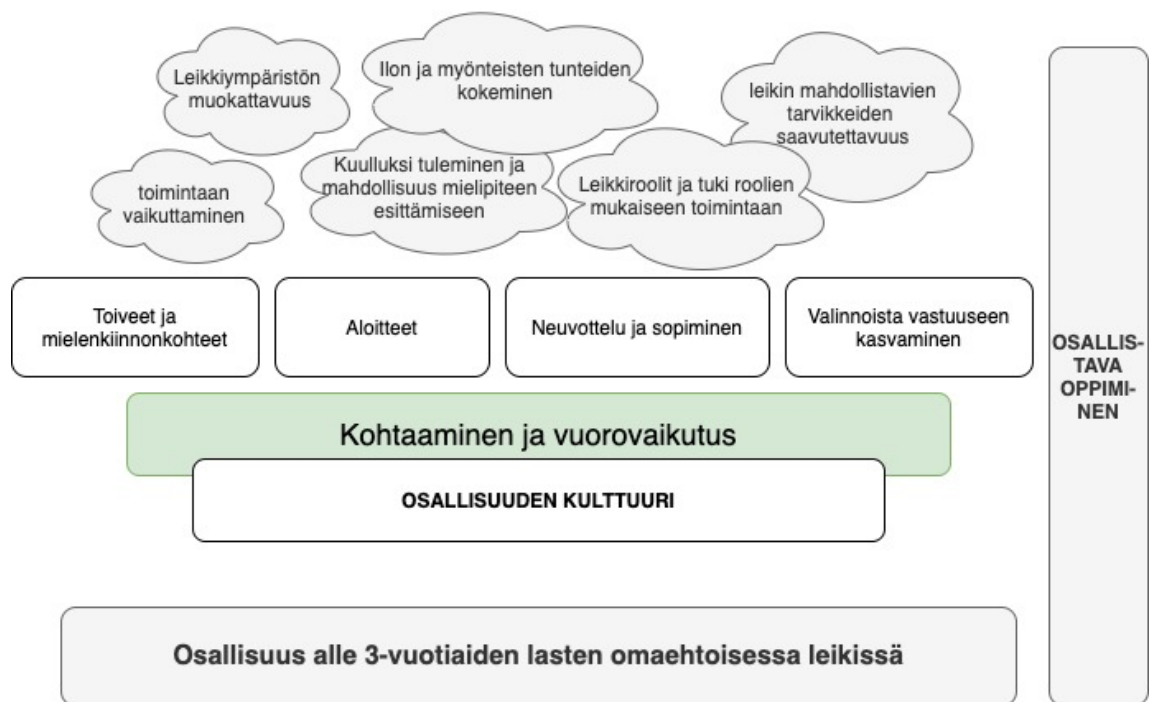 Leikkiympäristön
muokattavuus
Ilon ja myönteisten tunteiden
kokeminen
leikin mahdollistavien
tarvikkeiden
saavutettavuus
toimintaan
vaikuttaminen
Kuulluksi tuleminen ja
mahdollisuus mielipiteen
esittämiseen
Leikkiroolit ja tuki roolien
mukaiseen toimintaan
Toiveet ja
mielenkiinnonkohteet
Aloitteet
Neuvottelu ja sopiminen
Valinnoista vastuuseen
kasvaminen
Kohtaaminen ja vuorovaikutus
OSALLISUUDEN KULTTUURI
Osallisuus alle 3-vuotiaiden lasten omaehtoisessa leikissä
OSALLIS-
TAVA
OPPIMI-
NEN